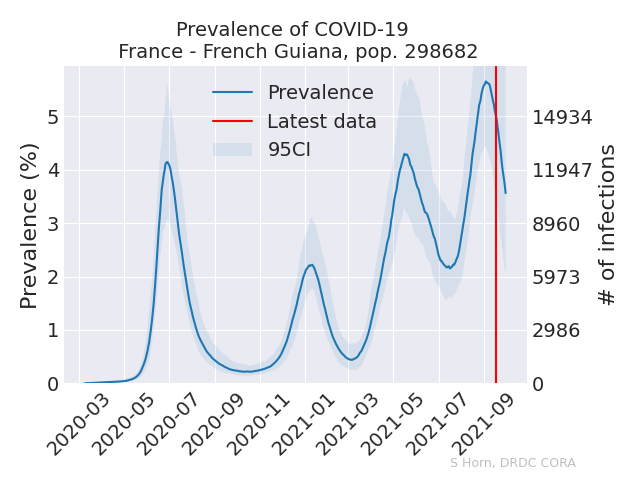 Prevalence of COVID-19
France - French Guiana, pop. 298682
Prevalence
Latest data
95CI
Prevalence (%)
5
4
3
2
1
0
14934
11947
8960
5973
2986
0
# of infections
2020-03
2020-05
2020-07
2020-09
2020-11
2021-01
2021-03
2021-05
2021-07
2021-09
S Horn, DRDC CORA